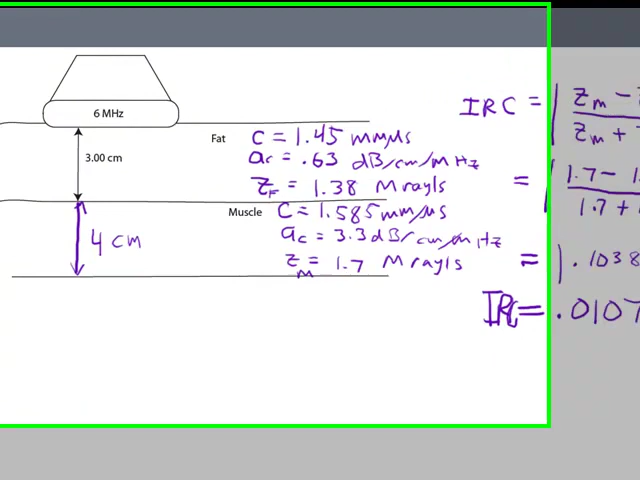 6 MHz
3.00 cm
4 cm
Fat
C = 1.45 mm/μs
ac = .63 dB/cm/MHz
ZF = 1.38 Mrayls
Muscle
C = 1.585 mm/μs
ac = 3.3 dB/cm/MHz
Zm = 1.7 Mrayls
IRC = | Zm -
Zm +
= | 1.7 - 1.
1.7 +
= | .1038
IRC = .0107